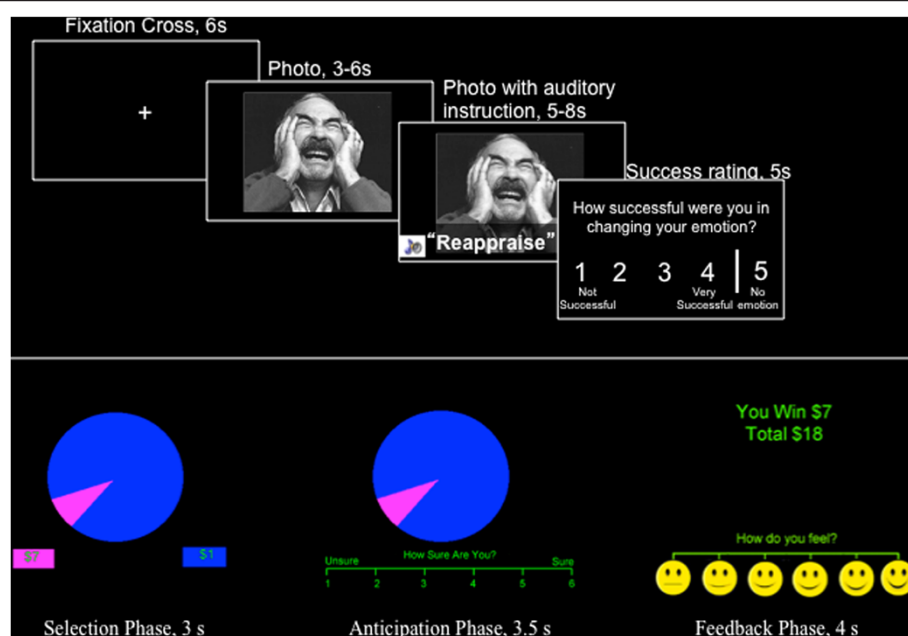 Fixation Cross, 6s
+
Photo, 3-6s
Photo with auditory
instruction, 5-8s
“Reappraise”
Success rating, 5s
How successful were you in
changing your emotion?
1 2 3 4 5
Not Successful
Very Successful
No emotion
$7
$1
Selection Phase, 3 s
How Sure Are You?
Unsure
Sure
1 2 3 4 5 6
Anticipation Phase, 3.5 s
You Win $7
Total $18
How do you feel?
Feedback Phase, 4 s